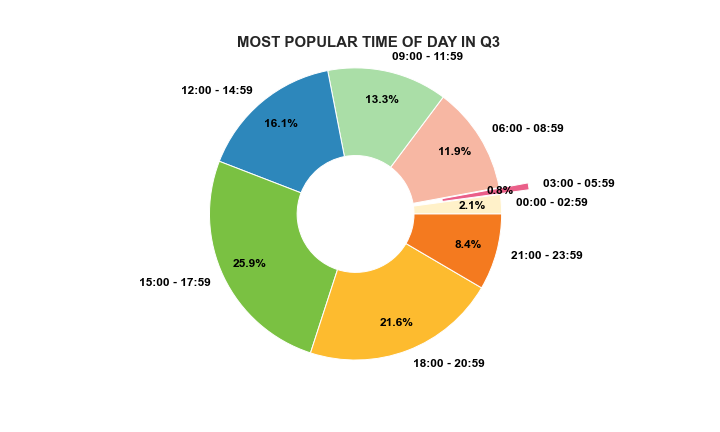 MOST POPULAR TIME OF DAY IN Q3
09:00 - 11:59
12:00 - 14:59
13.3%
16.1%
06:00 - 08:59
11.9%
03:00 - 05:59
0.8%
00:00 - 02:59
2.1%
8.4%
21:00 - 23:59
25.9%
15:00 - 17:59
21.6%
18:00 - 20:59